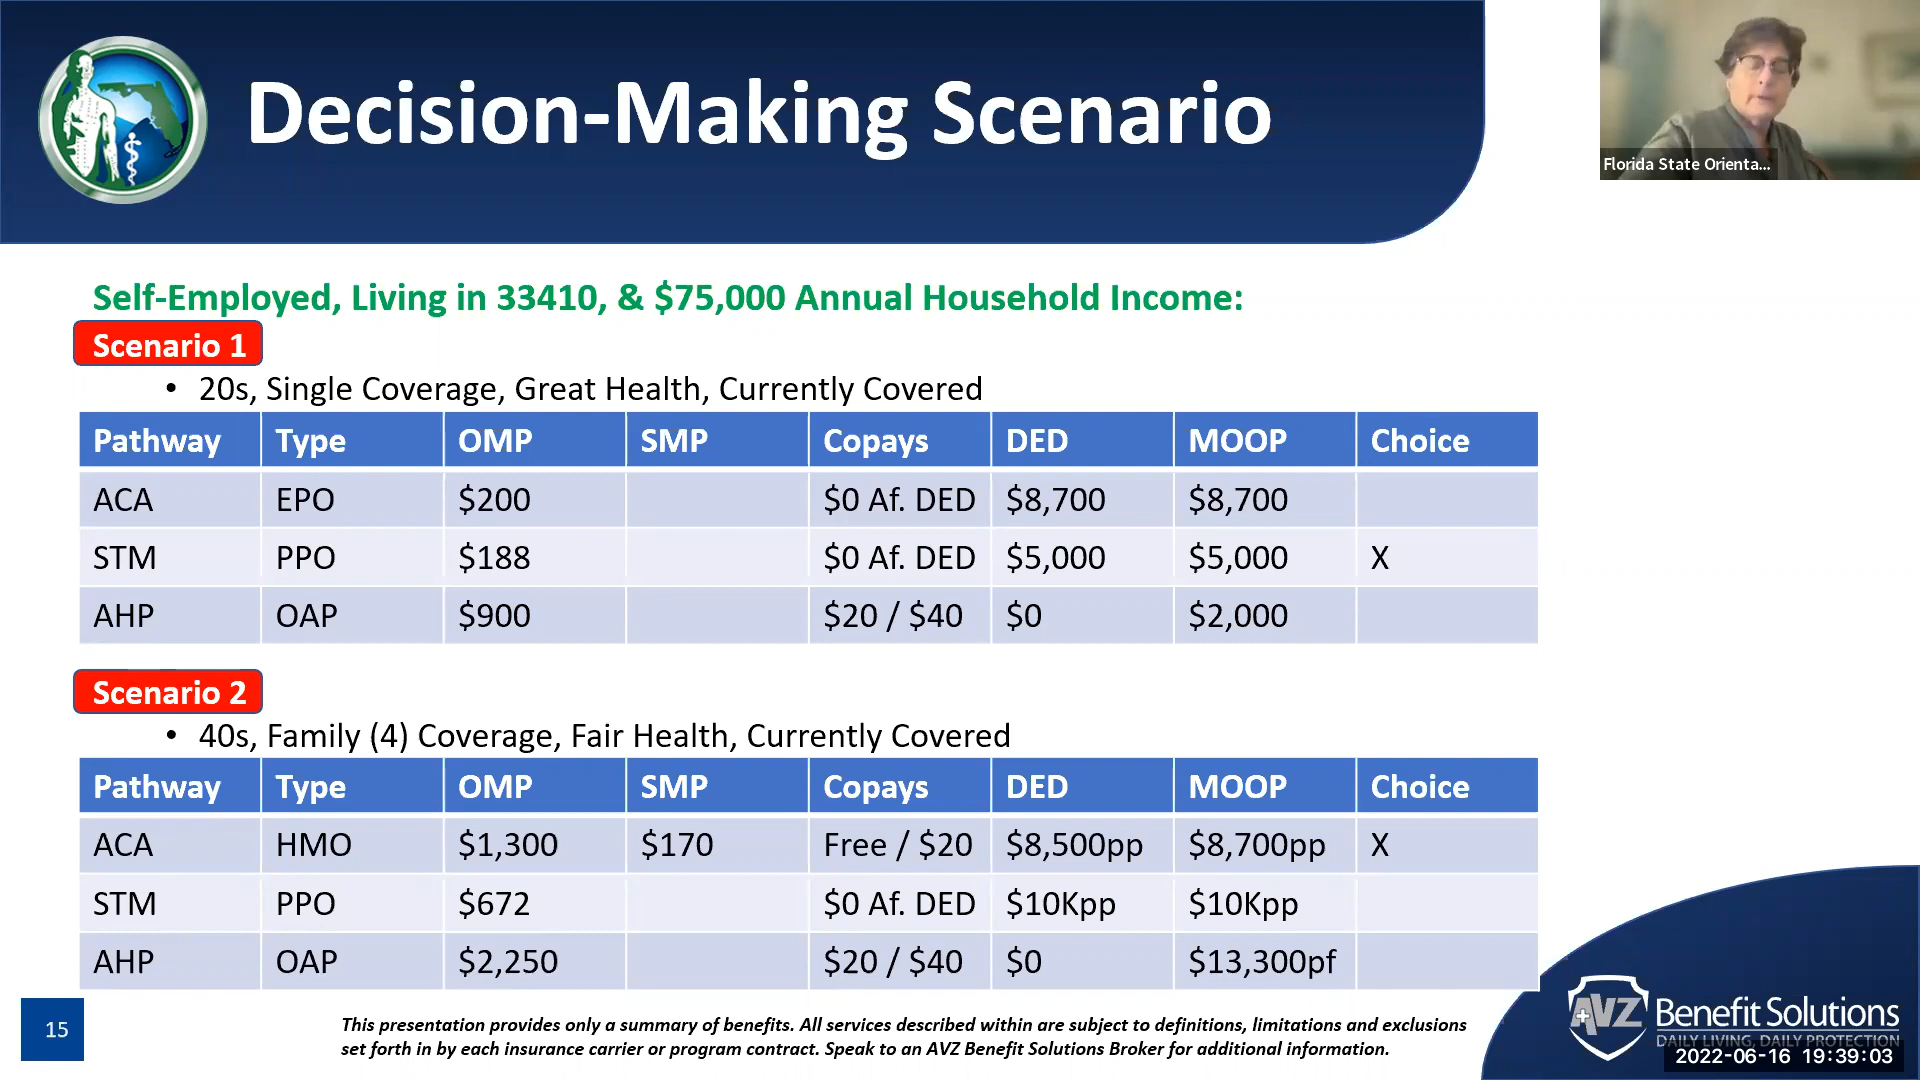 Decision-Making Scenario
Florida State Orienta...
Self-Employed, Living in 33410, & $75,000 Annual Household Income:
Scenario 1
• 20s, Single Coverage, Great Health, Currently Covered
Pathway Type OMP SMP Copays DED MOOP Choice
ACA EPO $200 $0 Af. DED $8,700 $8,700
STM PPO $188 $0 Af. DED $5,000 $5,000 X
AHP OAP $900 $20 / $40 $0 $2,000
Scenario 2
• 40s, Family (4) Coverage, Fair Health, Currently Covered
Pathway Type OMP SMP Copays DED MOOP Choice
ACA HMO $1,300 $170 Free / $20 $8,500pp $8,700pp X
STM PPO $672 $0 Af. DED $10Kpp $10Kpp
AHP OAP $2,250 $20 / $40 $0 $13,300pf
15
This presentation provides only a summary of benefits. All services described within are subject to definitions, limitations and exclusions
set forth in by each insurance carrier or program contract. Speak to an AVZ Benefit Solutions Broker for additional information.
AVZ Benefit Solutions
DAILY LIVING, DAILY PROTECTION
2022-06-16 19:39:03